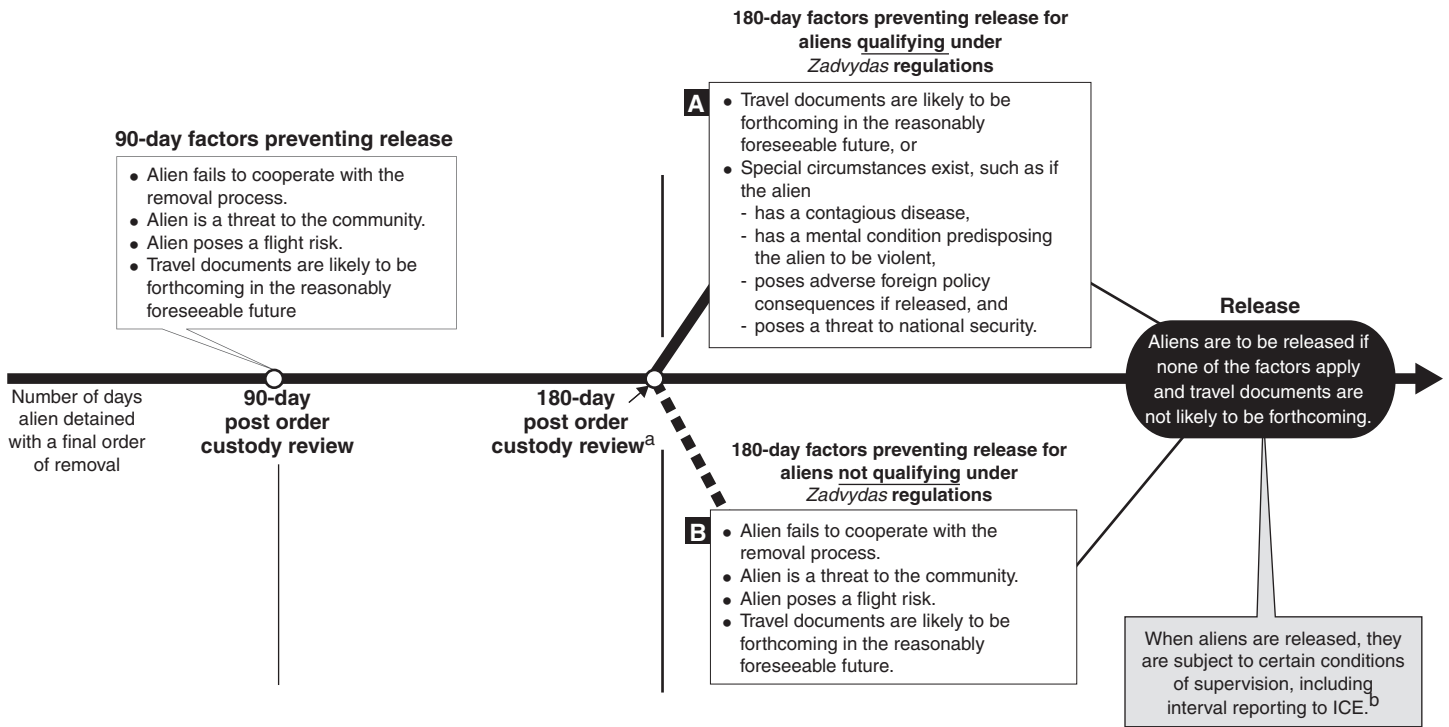 180-day factors preventing release for
aliens qualifying under
Zadvydas regulations
A
• Travel documents are likely to be
forthcoming in the reasonably
foreseeable future, or
• Special circumstances exist, such as if
the alien
- has a contagious disease,
- has a mental condition predisposing
the alien to be violent,
- poses adverse foreign policy
consequences if released, and
- poses a threat to national security.
90-day factors preventing release
• Alien fails to cooperate with the
removal process.
• Alien is a threat to the community.
• Alien poses a flight risk.
• Travel documents are likely to be
forthcoming in the reasonably
foreseeable future
Release
Aliens are to be released if
none of the factors apply
and travel documents are
not likely to be forthcoming.
Number of days
alien detained
with a final order
of removal
90-day
post order
custody review
180-day
post order
custody review a
180-day factors preventing release for
aliens not qualifying under
Zadvydas regulations
B
• Alien fails to cooperate with the
removal process.
• Alien is a threat to the community.
• Alien poses a flight risk.
• Travel documents are likely to be
forthcoming in the reasonably
foreseeable future.
When aliens are released, they
are subject to certain conditions
of supervision, including
interval reporting to ICE. b